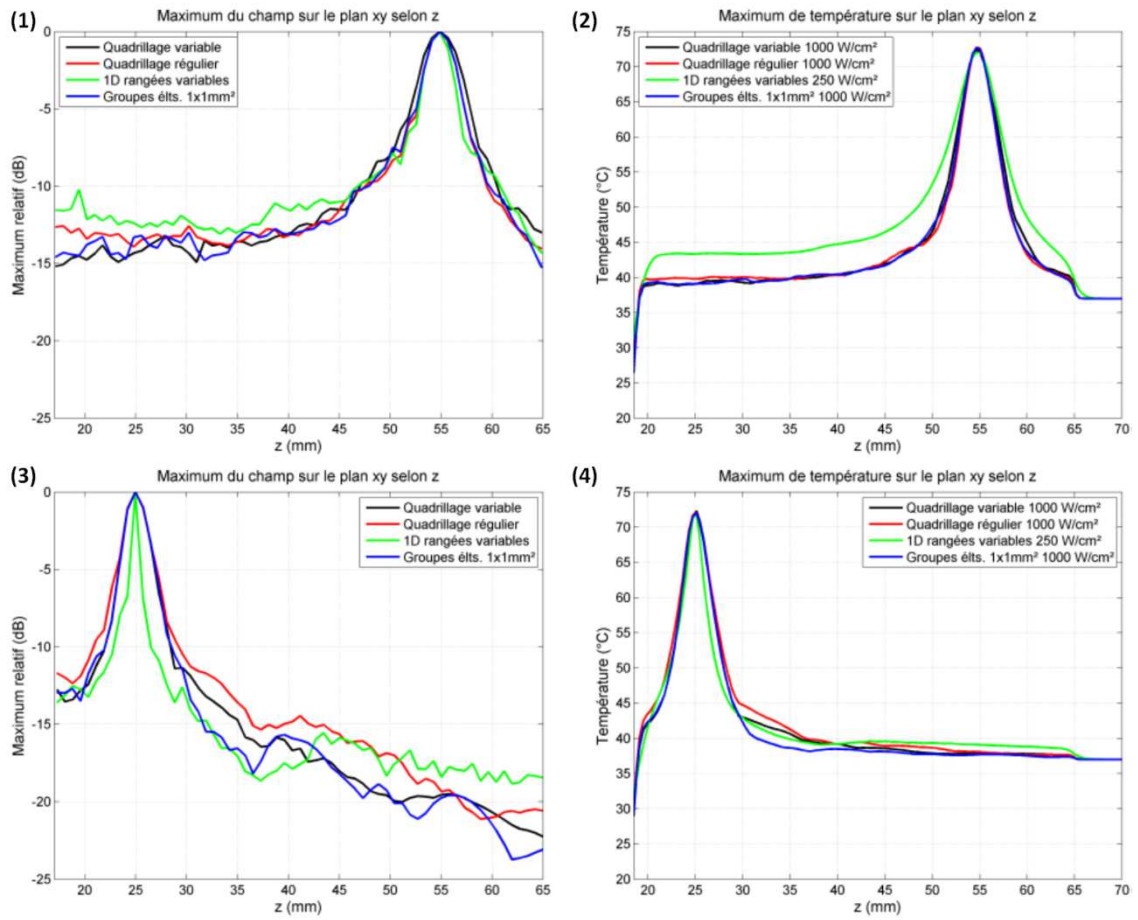 (1)
Maximum du champ sur le plan xy selon z
0
-5
-10
-15
-20
-25
Maximum relatif (dB)
Quadrillage variable
Quadrillage régulier
1D rangées variables
Groupes élts. 1x1mm²
20 25 30 35 40 45 50 55 60 65
z (mm)
(2)
Maximum de température sur le plan xy selon z
75
70
65
60
55
50
45
40
35
30
25
20
Température (°C)
Quadrillage variable 1000 W/cm²
Quadrillage régulier 1000 W/cm²
1D rangées variables 250 W/cm²
Groupes élts. 1x1mm² 1000 W/cm²
20 25 30 35 40 45 50 55 60 65 70
z (mm)
(3)
Maximum du champ sur le plan xy selon z
0
-5
-10
-15
-20
-25
Maximum relatif (dB)
Quadrillage variable
Quadrillage régulier
1D rangées variables
Groupes élts. 1x1mm²
20 25 30 35 40 45 50 55 60 65
z (mm)
(4)
Maximum de température sur le plan xy selon z
75
70
65
60
55
50
45
40
35
30
25
20
Température (°C)
Quadrillage variable 1000 W/cm²
Quadrillage régulier 1000 W/cm²
1D rangées variables 250 W/cm²
Groupes élts. 1x1mm² 1000 W/cm²
20 25 30 35 40 45 50 55 60 65 70
z (mm)